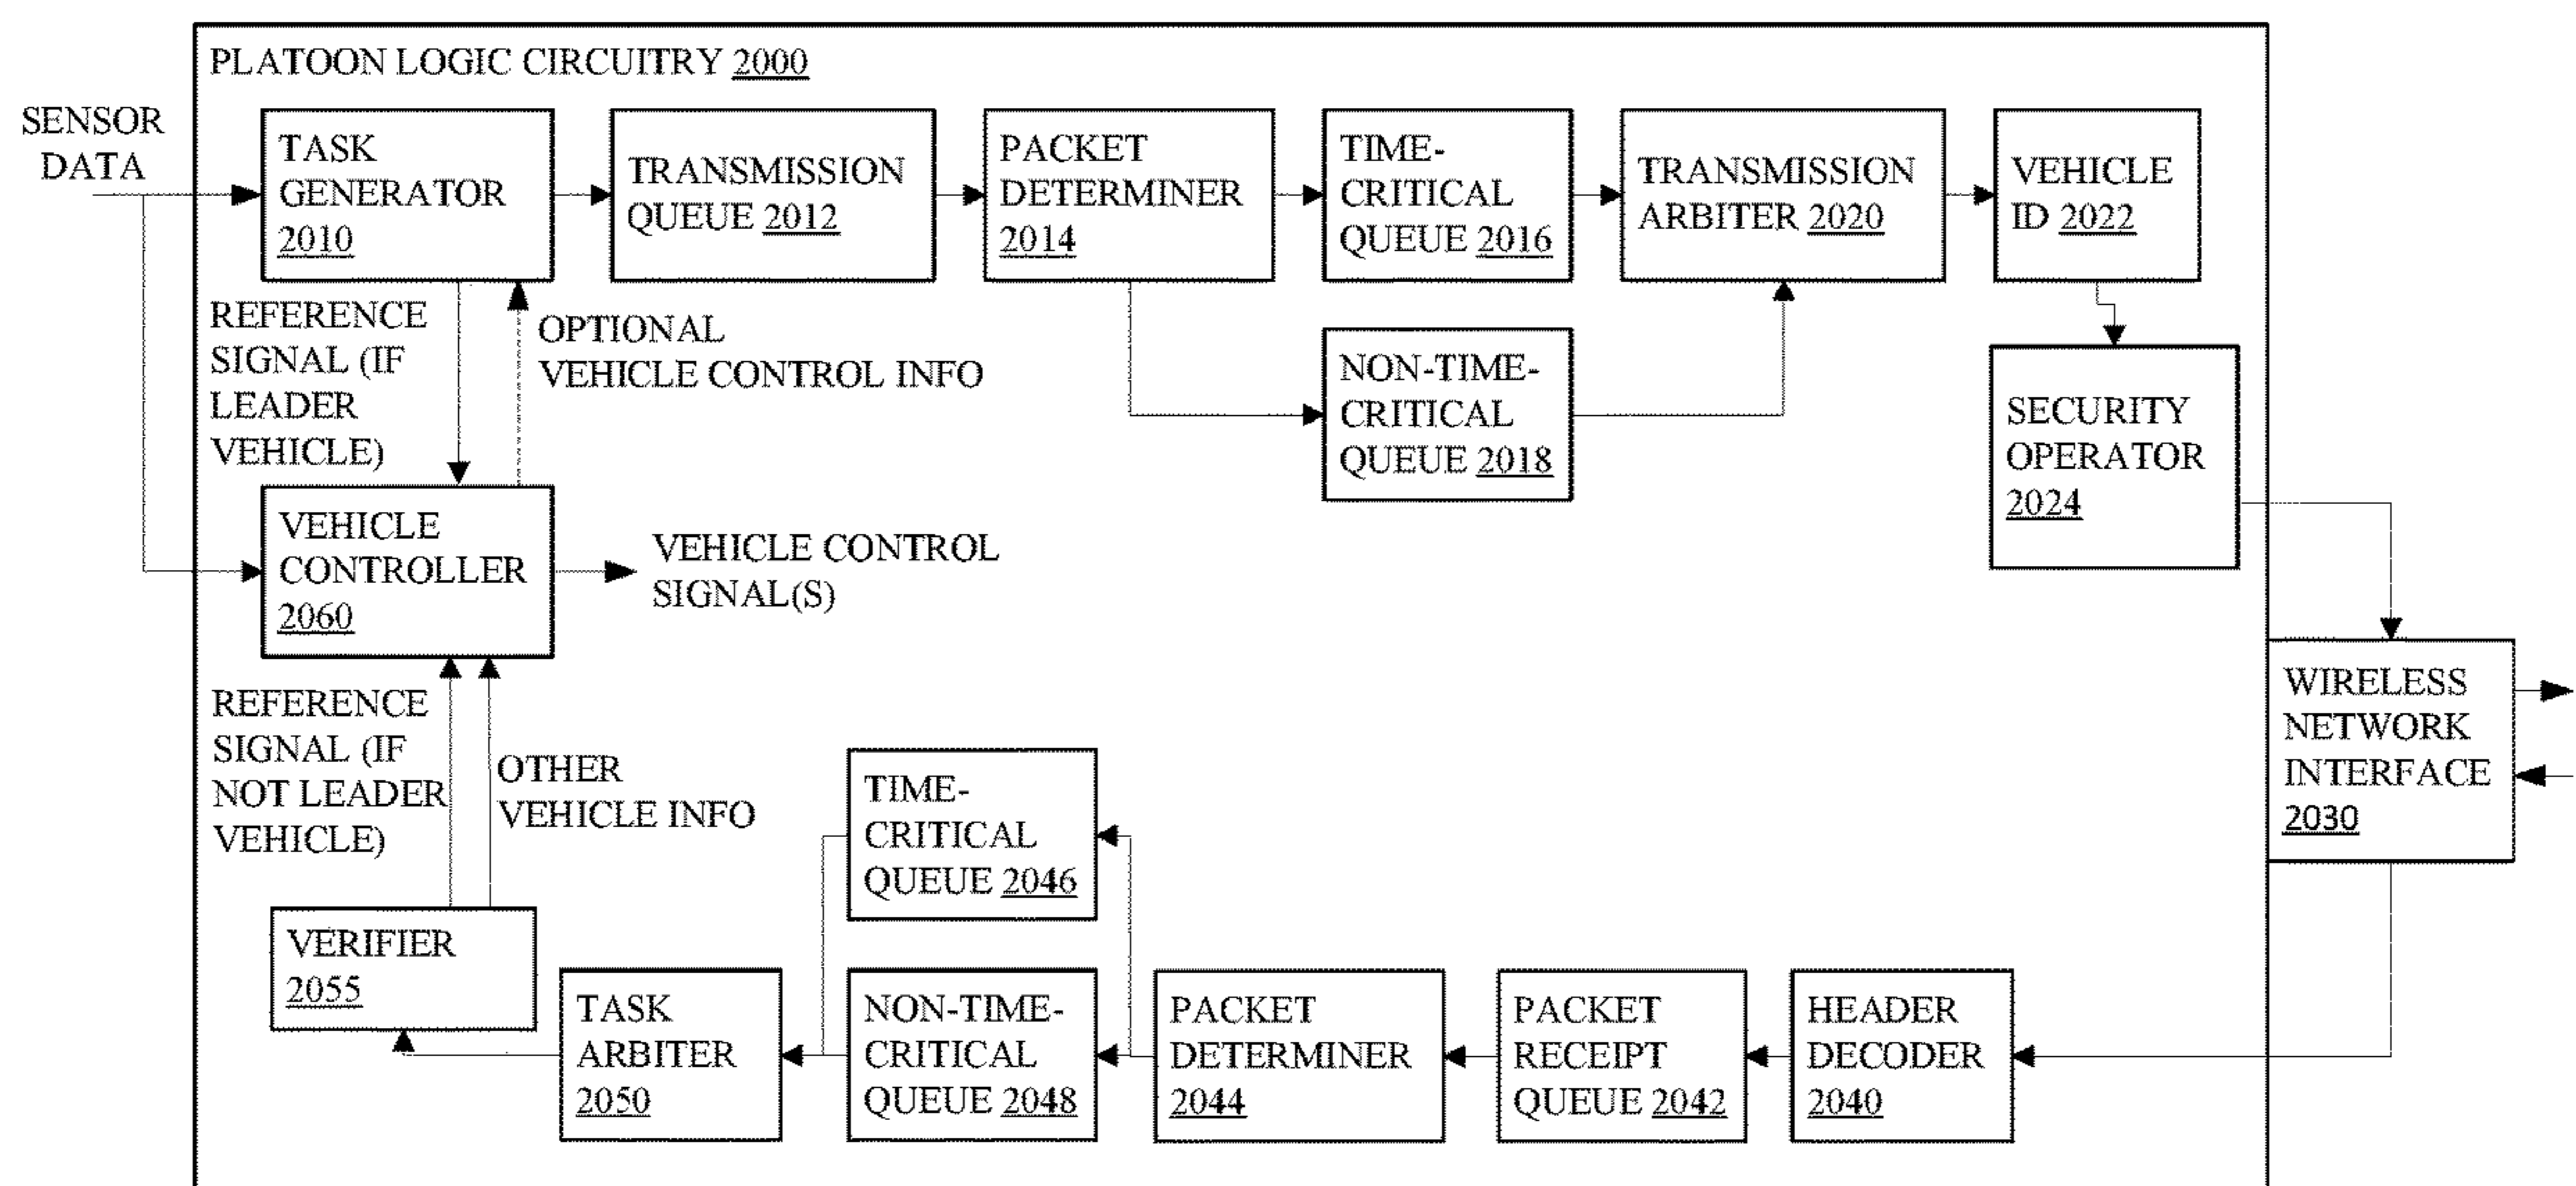 PLATOON LOGIC CIRCUITRY 2000
SENSOR
DATA
TASK
GENERATOR
2010
TRANSMISSION
QUEUE 2012
PACKET
DETERMINER
2014
TIME-
CRITICAL
QUEUE 2016
TRANSMISSION
ARBITER 2020
VEHICLE
ID 2022
REFERENCE
SIGNAL (IF
LEADER
VEHICLE)
OPTIONAL
VEHICLE CONTROL INFO
NON-TIME-
CRITICAL
QUEUE 2018
SECURITY
OPERATOR
2024
VEHICLE
CONTROLLER
2060
VEHICLE CONTROL
SIGNAL(S)
WIRELESS
NETWORK
INTERFACE
2030
REFERENCE
SIGNAL (IF
NOT LEADER
VEHICLE)
OTHER
VEHICLE INFO
TIME-
CRITICAL
QUEUE 2046
VERIFIER
2055
TASK
ARBITER
2050
NON-TIME-
CRITICAL
QUEUE 2048
PACKET
DETERMINER
2044
PACKET
RECEIPT
QUEUE 2042
HEADER
DECODER
2040